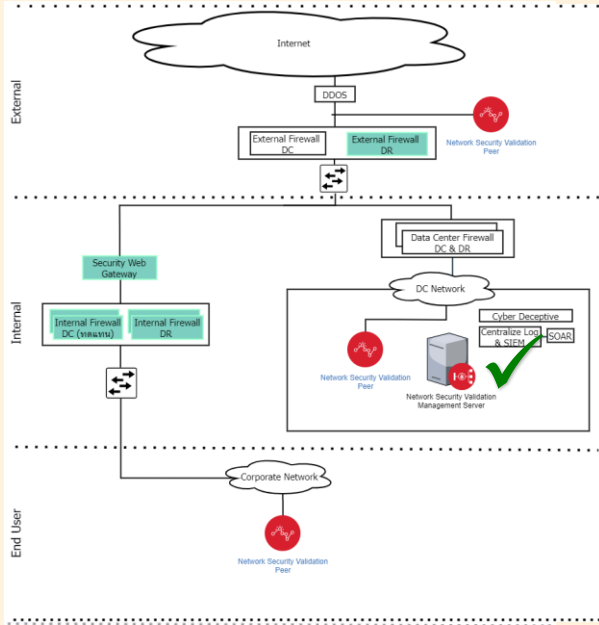 External
Internet
DDOS
External Firewall
DC
External Firewall
DR
Network Security Validation
Peer
Internal
Security Web
Gateway
Internal Firewall
DC (ทดแทน)
Internal Firewall
DR
Data Center Firewall
DC & DR
DC Network
Cyber Deceptive
Centralize Log
& SIEM
SOAR
Network Security Validation
Peer
Network Security Validation
Management Server
End User
Corporate Network
Network Security Validation
Peer